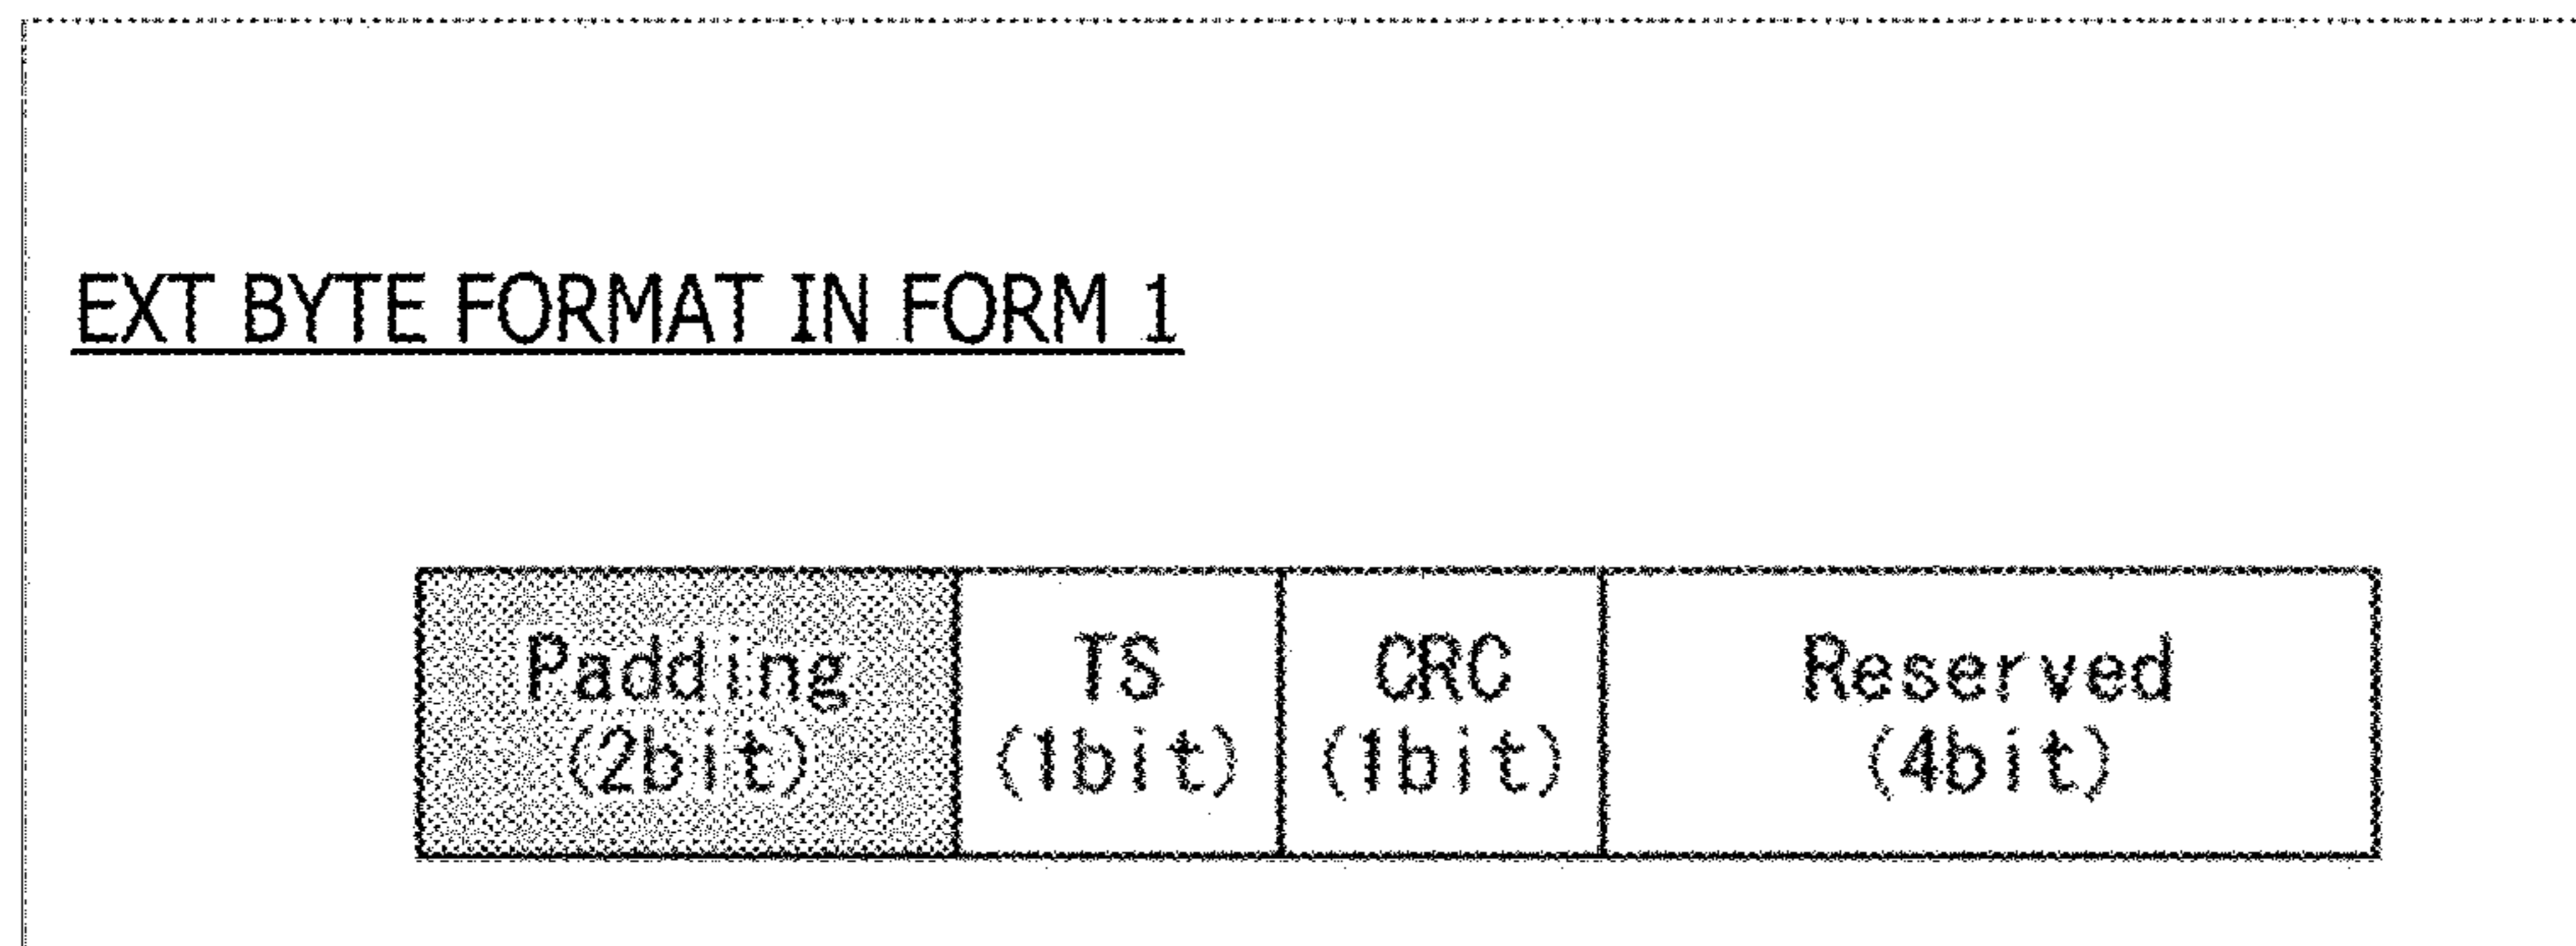 EXT BYTE FORMAT IN FORM 1
Padding
(2bit)
TS
(1bit)
CRC
(1bit)
Reserved
(4bit)